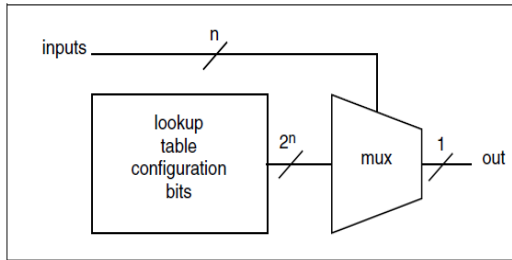 n
inputs
lookup
table
configuration
bits
2ⁿ
mux
1
out